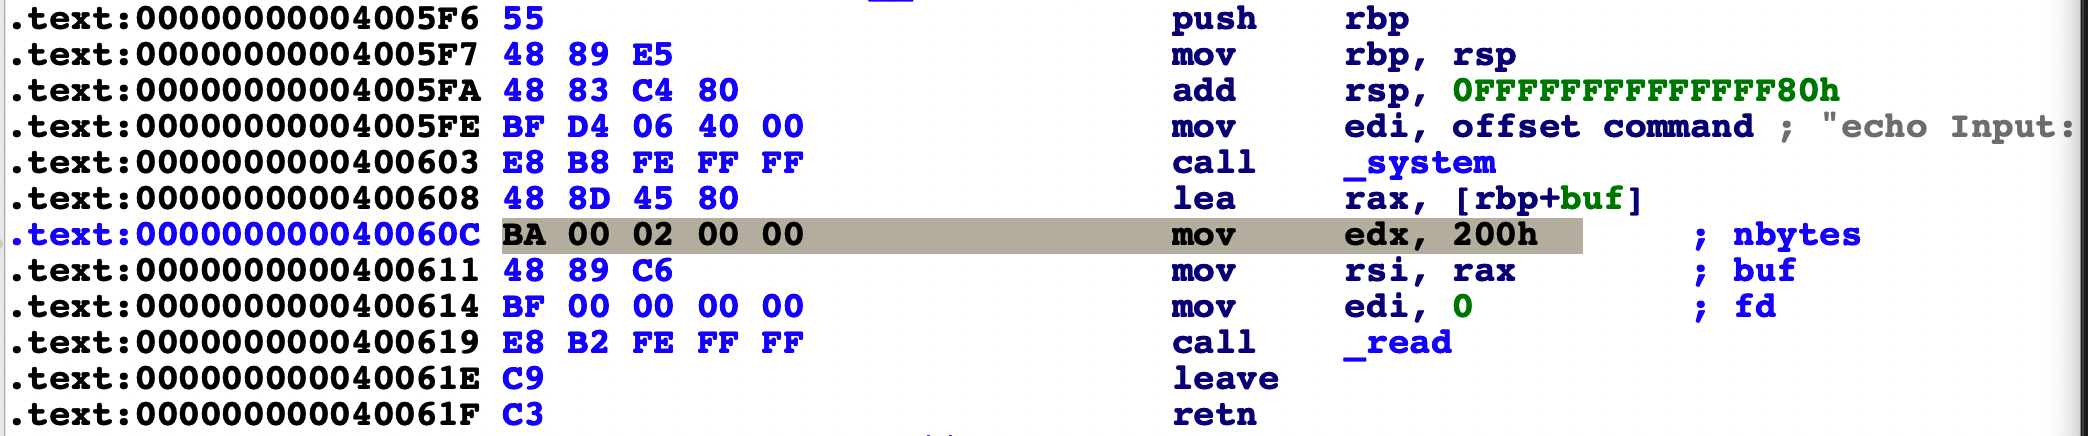 .text:00000000004005F6 55 push rbp
.text:00000000004005F7 48 89 E5 mov rbp, rsp
.text:00000000004005FA 48 83 C4 80 add rsp, 0FFFFFFFFFFFFFF80h
.text:00000000004005FE BF D4 06 40 00 mov edi, offset command ; "echo Input:
.text:0000000000400603 E8 B8 FE FF FF call _system
.text:0000000000400608 48 8D 45 80 lea rax, [rbp+buf]
.text:000000000040060C BA 00 02 00 00 mov edx, 200h ; nbytes
.text:0000000000400611 48 89 C6 mov rsi, rax ; buf
.text:0000000000400614 BF 00 00 00 00 mov edi, 0 ; fd
.text:0000000000400619 E8 B2 FE FF FF call _read
.text:000000000040061E C9 leave
.text:000000000040061F C3 retn